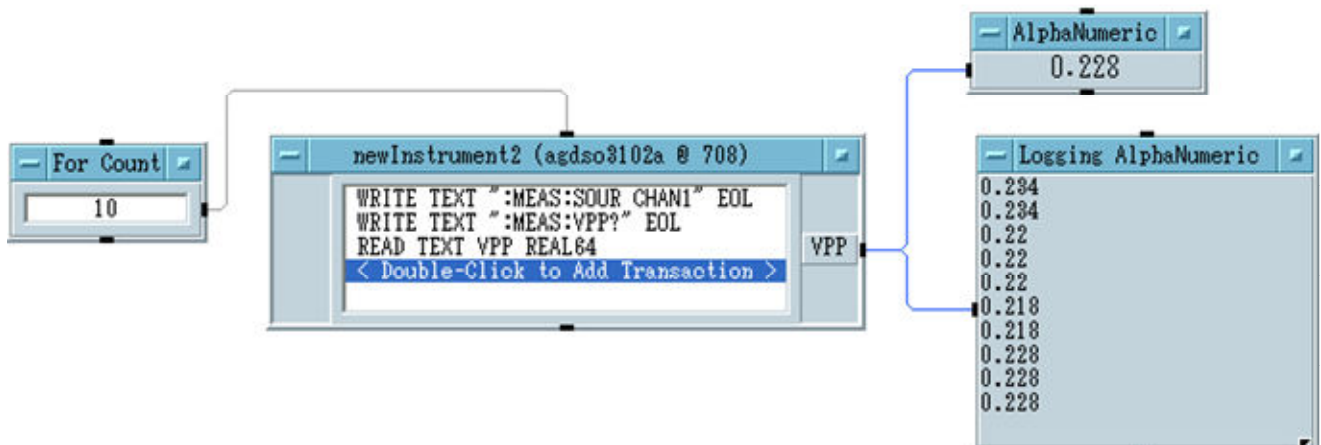 For Count
10
newInstrument2 (agdso3102a @ 708)
WRITE TEXT ":MEAS:SOUR CHAN1" EOL
WRITE TEXT ":MEAS:VPP?" EOL
READ TEXT VPP REAL64
< Double-Click to Add Transaction >
VPP
AlphaNumeric
0.228
Logging AlphaNumeric
0.234
0.234
0.22
0.22
0.22
0.218
0.218
0.228
0.228
0.228